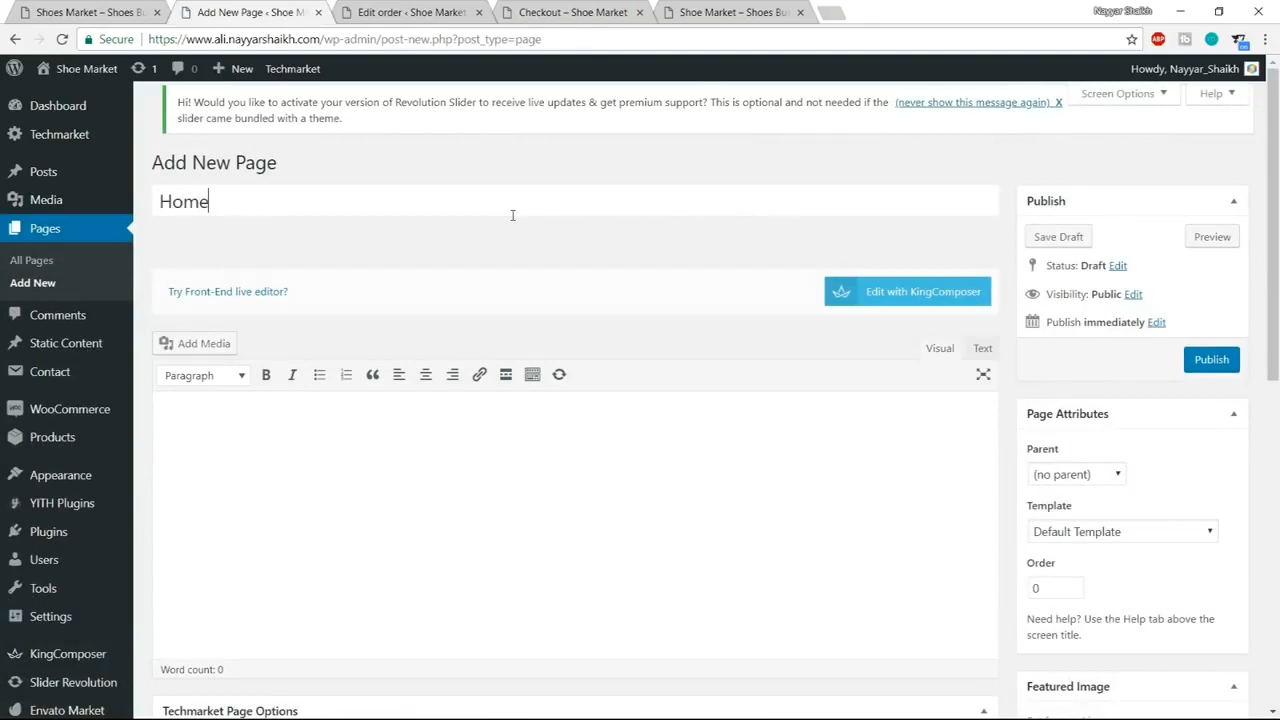 Shoes Market – Shoes Bu
Add New Page ‹ Shoe M
Edit order ‹ Shoe Market
Checkout – Shoe Market
Shoe Market – Shoes Bu
Nayyar Shaikh
Secure
https://www.ali.nayyarshaikh.com/wp-admin/post-new.php?post_type=page
ABP
fb
on
Shoe Market
1
0
New
Techmarket
Howdy, Nayyar_Shaikh
Dashboard
Techmarket
Posts
Media
Pages
All Pages
Add New
Comments
Static Content
Contact
WOO
WooCommerce
Products
Appearance
YITH Plugins
Plugins
Users
Tools
Settings
KingComposer
Slider Revolution
Envato Market
Hi! Would you like to activate your version of Revolution Slider to receive live updates & get premium support? This is optional and not needed if the
slider came bundled with a theme.
(never show this message again) X
Screen Options
Help
Add New Page
Home
Try Front-End live editor?
Edit with KingComposer
Add Media
Visual
Text
Paragraph
B
I
Word count: 0
Techmarket Page Options
Publish
Save Draft
Preview
Status: Draft Edit
Visibility: Public Edit
Publish immediately Edit
Publish
Page Attributes
Parent
(no parent)
Template
Default Template
Order
0
Need help? Use the Help tab above the
screen title.
Featured Image